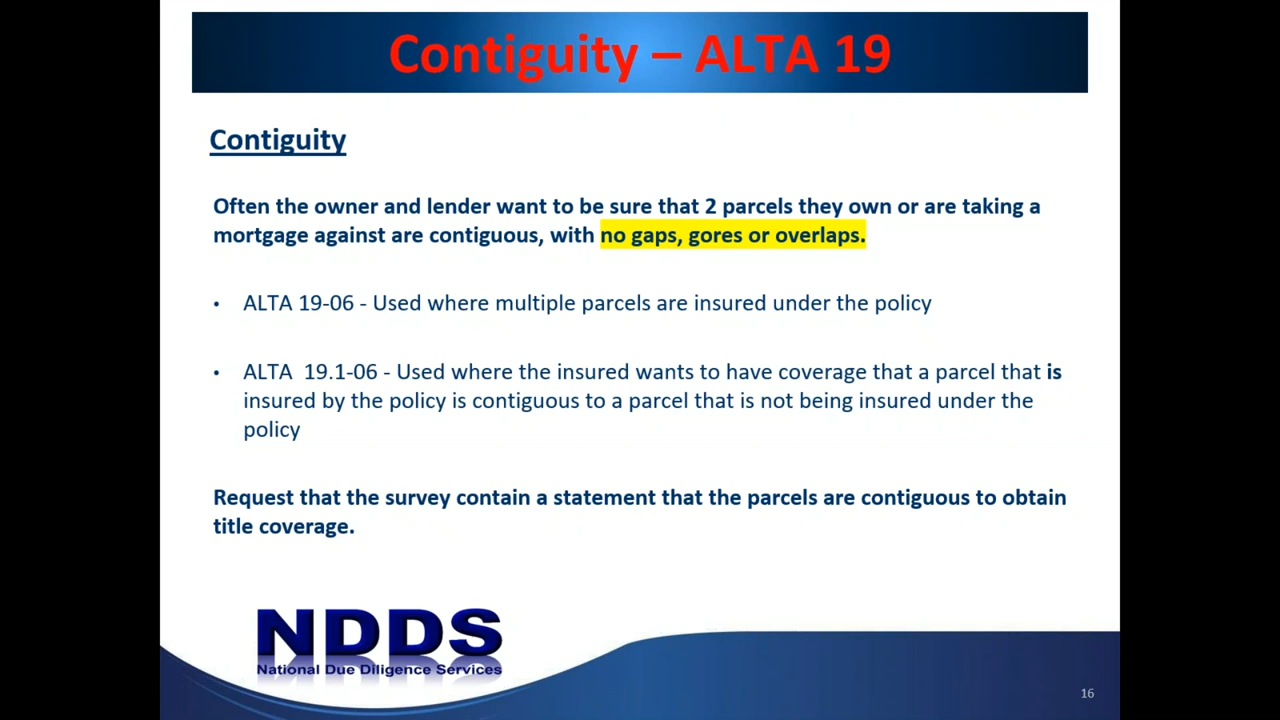 Contiguity – ALTA 19
Contiguity
Often the owner and lender want to be sure that 2 parcels they own or are taking a
mortgage against are contiguous, with no gaps, gores or overlaps.
• ALTA 19-06 - Used where multiple parcels are insured under the policy
• ALTA  19.1-06 - Used where the insured wants to have coverage that a parcel that is
insured by the policy is contiguous to a parcel that is not being insured under the
policy
Request that the survey contain a statement that the parcels are contiguous to obtain
title coverage.
NDDS
National Due Diligence Services
16